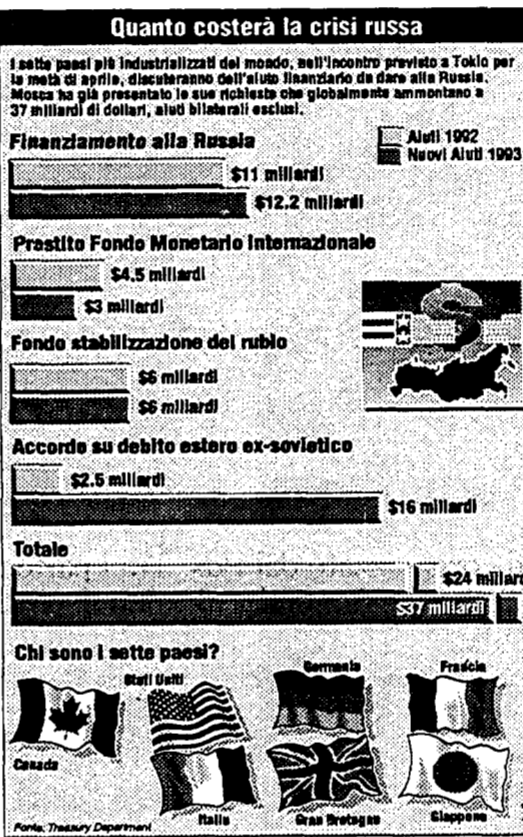 Quanto costerà la crisi russa
I sette paesi più industrializzati del mondo, nell'incontro previsto a Tokio per
la metà di aprile, discuteranno dell'aiuto finanziario da dare alla Russia.
Mosca ha già presentato le sue richieste che globalmente ammontano a
37 miliardi di dollari, aiuti bilaterali esclusi.
Finanziamento alla Russia
Aiuti 1992
Nuovi Aiuti 1993
$11 miliardi
$12.2 miliardi
Prestito Fondo Monetario Internazionale
$4.5 miliardi
$3 miliardi
Fondo stabilizzazione del rublo
$6 miliardi
$6 miliardi
Accordo su debito estero ex-sovietico
$2.5 miliardi
$16 miliardi
Totale
$24 miliard
$37 miliardi
Chi sono i sette paesi?
Canada
Stati Uniti
Germania
Francia
Italia
Gran Bretagna
Giappone
Fonte: Treasury Department